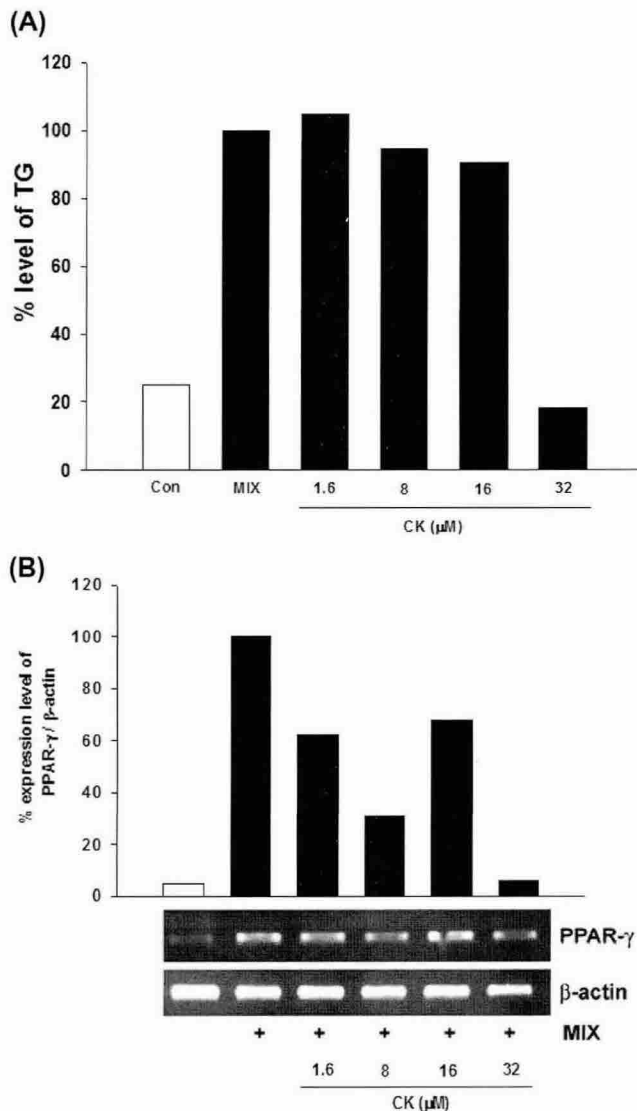 (A)
120
100
80
60
40
20
0
% level of TG
Con MIX 1.6 8 16 32
CK (μM)
(B)
120
100
80
60
40
20
0
% expression level of
PPAR-γ / β-actin
PPAR-γ
β-actin
+ + + + + MIX
1.6 8 16 32
CK (μM)